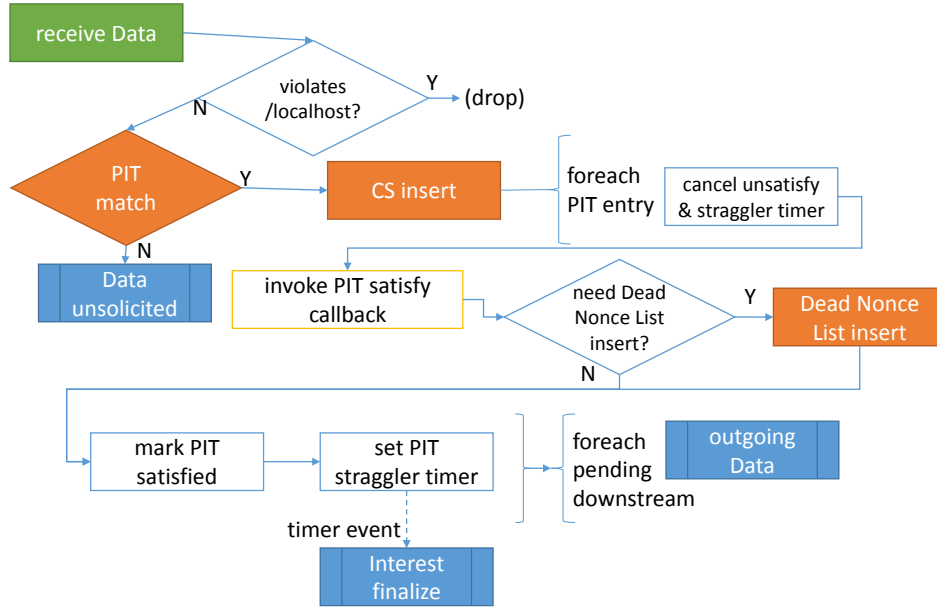 receive Data
violates
/localhost?
Y
(drop)
N
PIT
match
Y
CS insert
foreach
PIT entry
cancel unsatisfy
& straggler timer
N
Data
unsolicited
invoke PIT satisfy
callback
need Dead
Nonce List
insert?
Y
Dead Nonce
List insert
N
mark PIT
satisfied
set PIT
straggler timer
foreach
pending
downstream
outgoing
Data
timer event
Interest
finalize